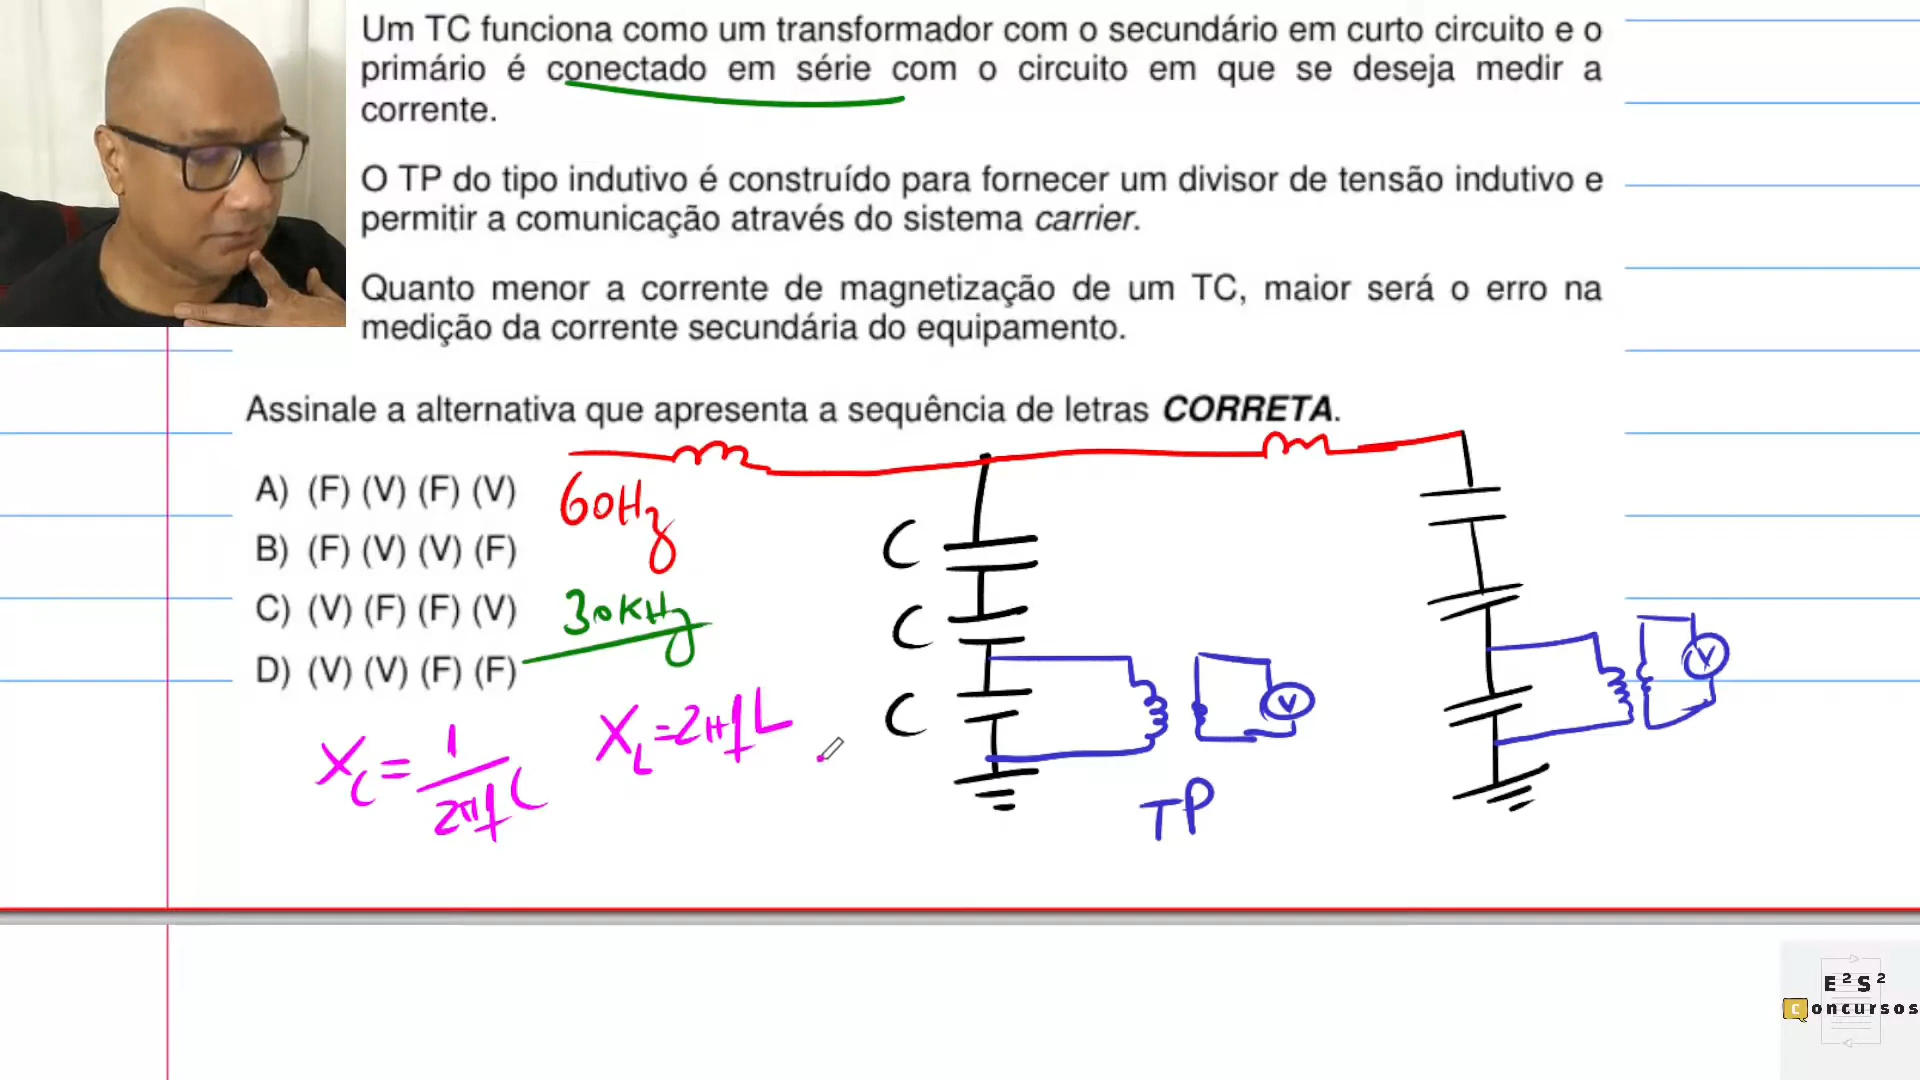 Um TC funciona como um transformador com o secundário em curto circuito e o
primário é conectado em série com o circuito em que se deseja medir a
corrente.
O TP do tipo indutivo é construído para fornecer um divisor de tensão indutivo e
permitir a comunicação através do sistema carrier.
Quanto menor a corrente de magnetização de um TC, maior será o erro na
medição da corrente secundária do equipamento.
Assinale a alternativa que apresenta a sequência de letras CORRETA.
A) (F) (V) (F) (V)
B) (F) (V) (V) (F)
C) (V) (F) (F) (V)
D) (V) (V) (F) (F)
60Hz
30KHz
XC = 1/2πfC
XL = 2πfL
C
C
C
V
TP
V
E²S²
Concursos